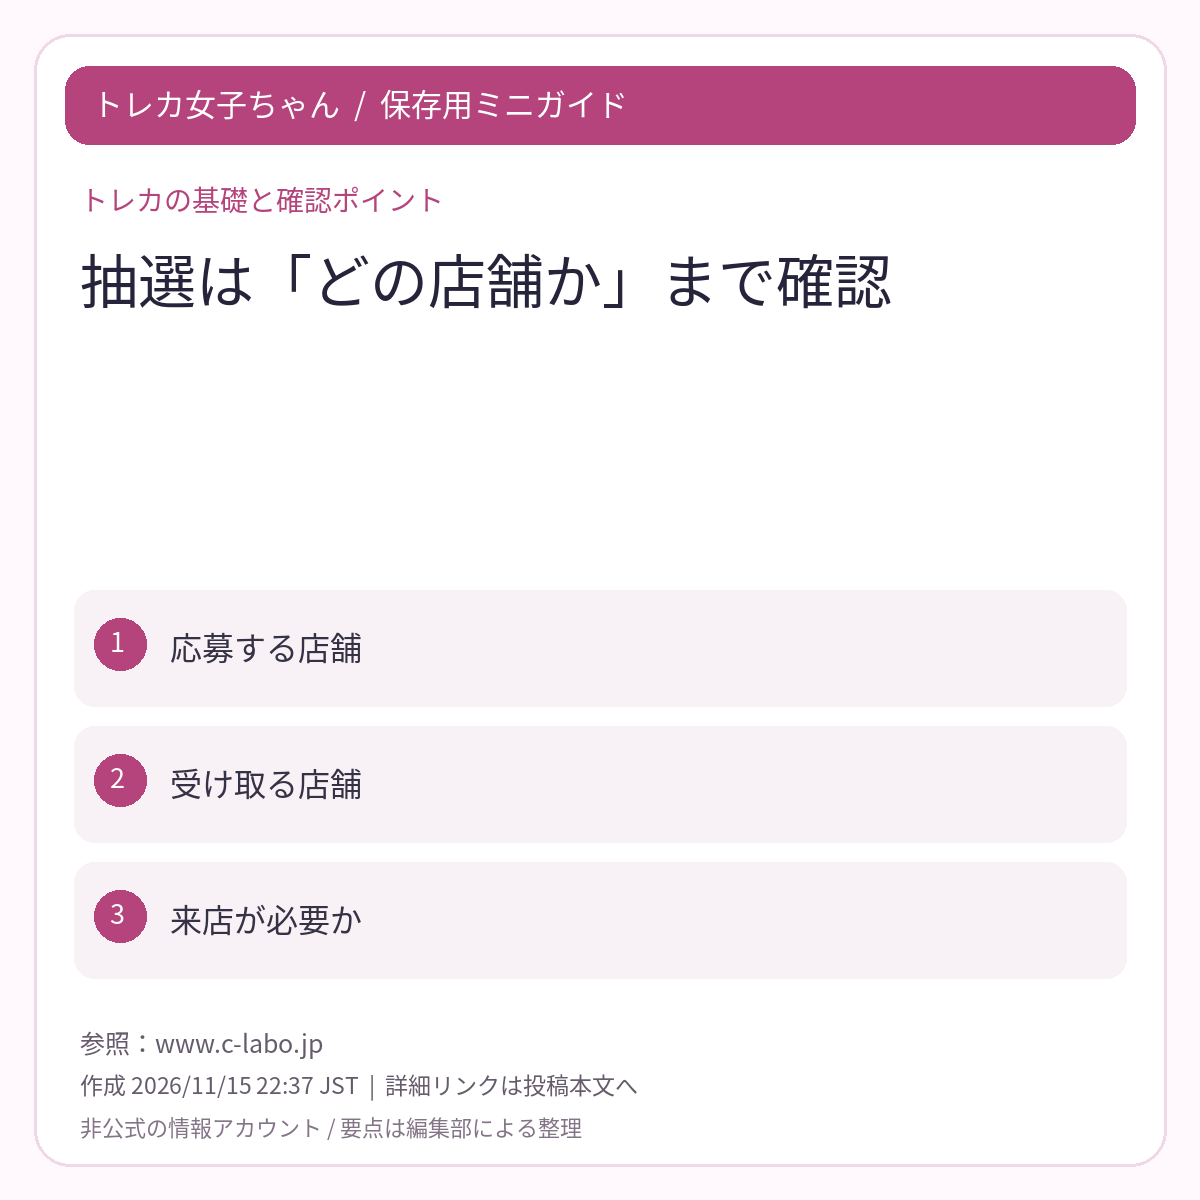 トレカ女子ちゃん / 保存用ミニガイド
トレカの基礎と確認ポイント
抽選は「どの店舗か」まで確認
1 応募する店舗
2 受け取る店舗
3 来店が必要か
参照：www.c-labo.jp
作成 2026/11/15 22:37 JST｜詳細リンクは投稿本文へ
非公式の情報アカウント / 要点は編集部による整理